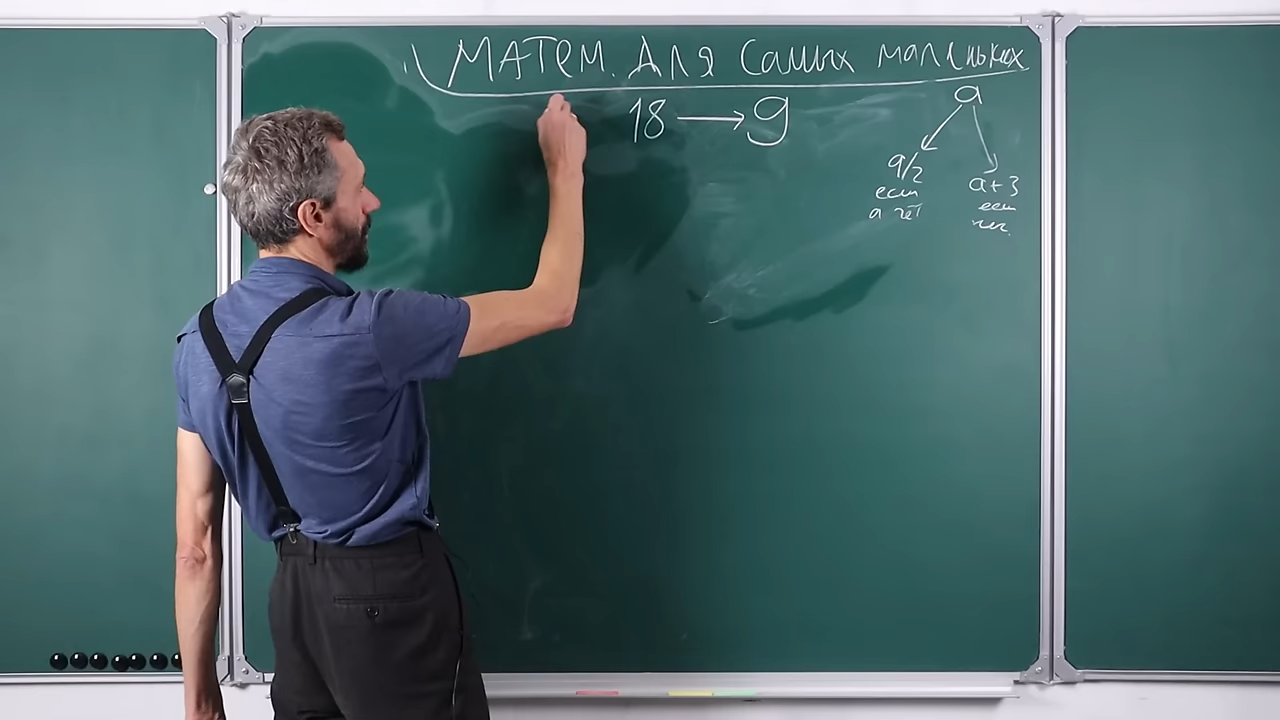 МАТЕМ. ДЛЯ Самых маленьких
18 → 9
a
a/2
если
a чёт
a+3
если
неч.